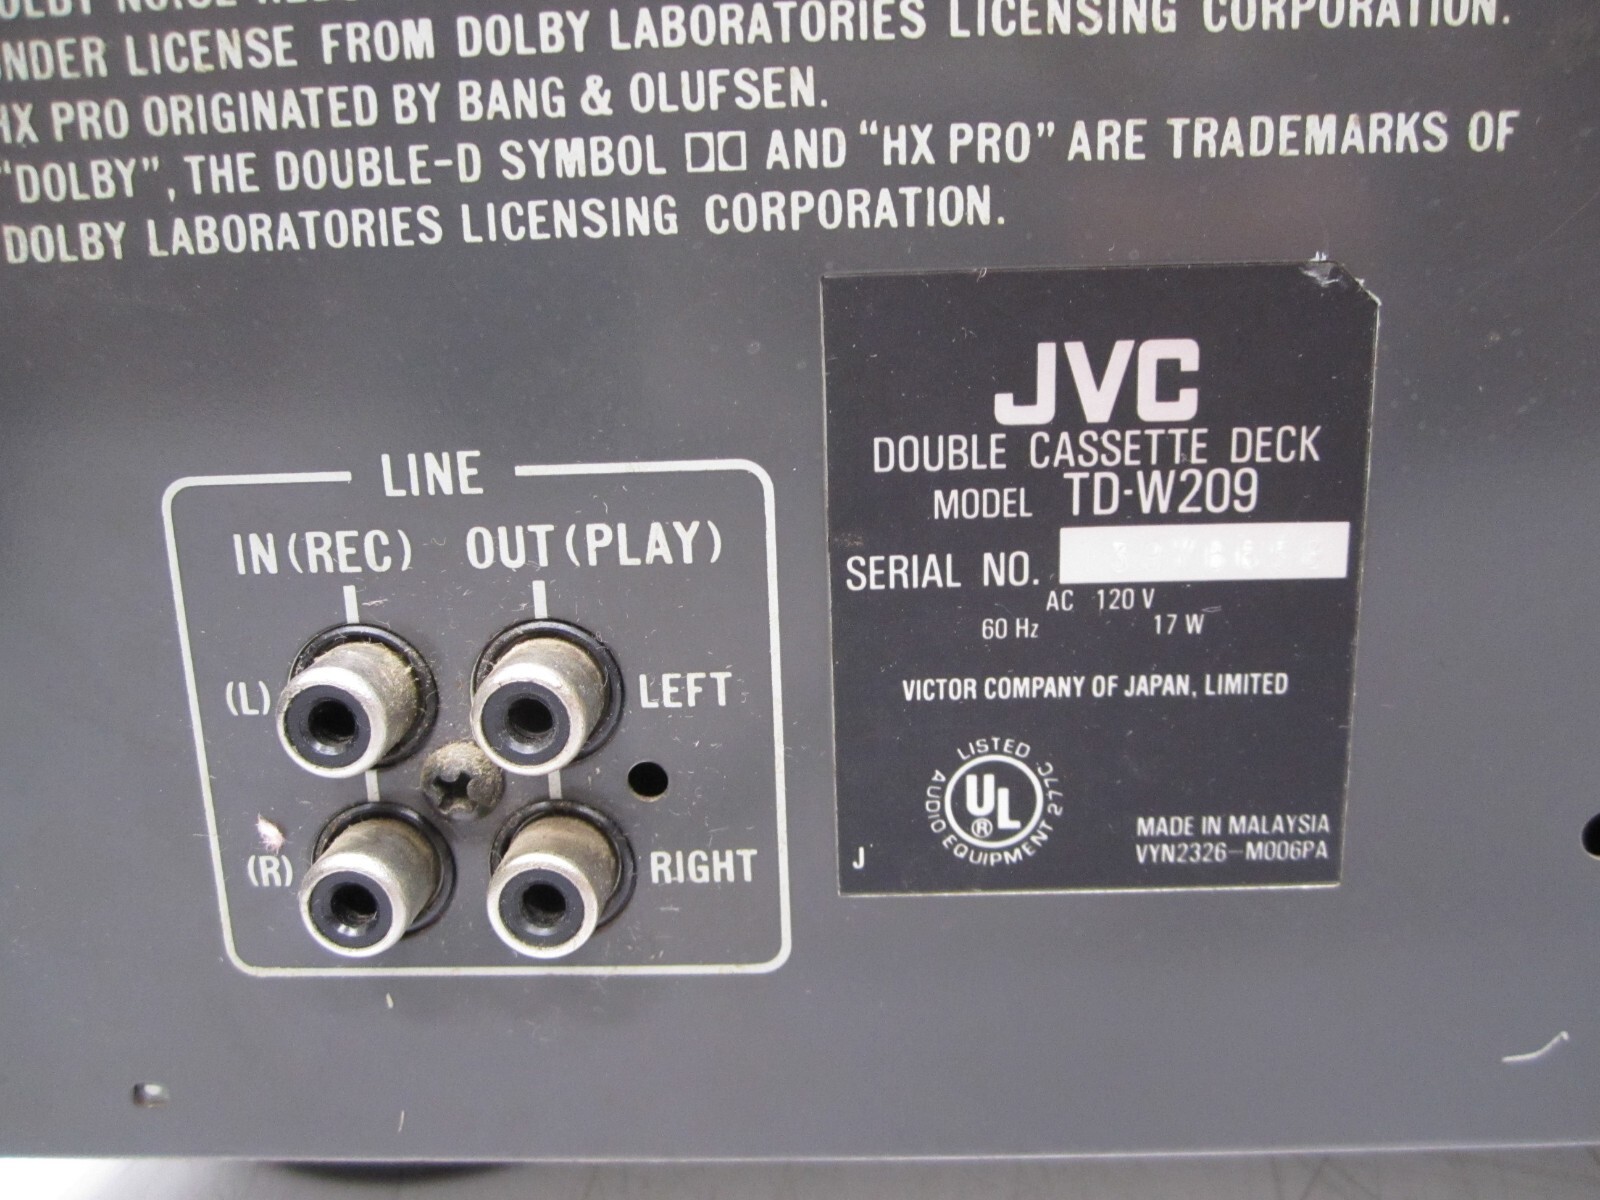 UNDER LICENSE FROM DOLBY LABORATORIES LICENSING CORPORATION.
HX PRO ORIGINATED BY BANG & OLUFSEN.
"DOLBY", THE DOUBLE-D SYMBOL AND "HX PRO" ARE TRADEMARKS OF
DOLBY LABORATORIES LICENSING CORPORATION.
LINE
IN (REC) OUT (PLAY)
(L) LEFT
(R) RIGHT
JVC
DOUBLE CASSETTE DECK
MODEL TD-W209
SERIAL NO.
AC 120 V
60 Hz 17 W
VICTOR COMPANY OF JAPAN, LIMITED
LISTED
UL ®
AUDIO EQUIPMENT 277C
J
MADE IN MALAYSIA
VYN2326-M006PA